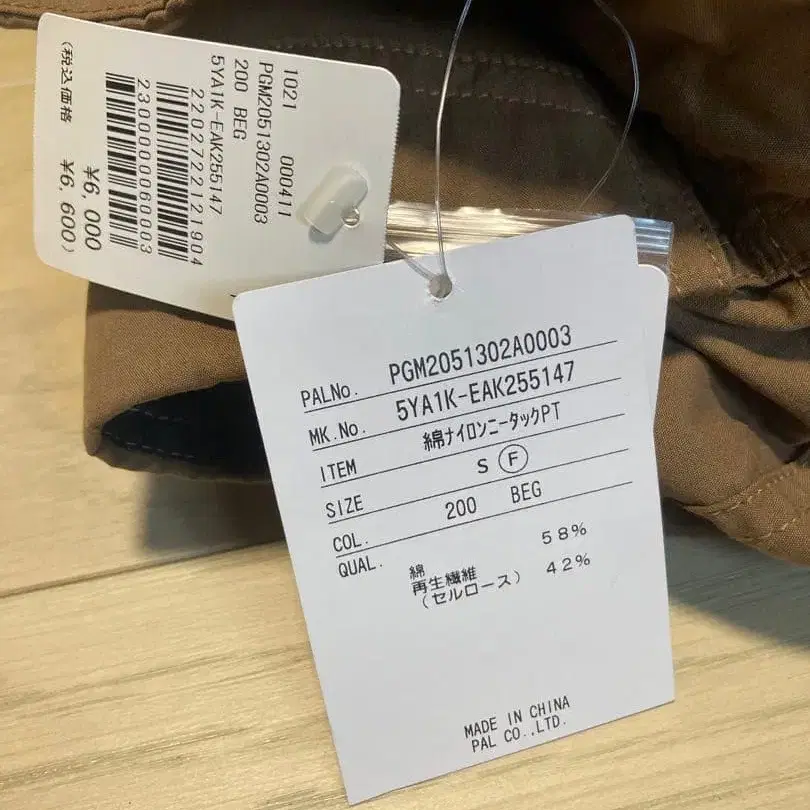 1021 000411
PGM2051302A0003
200 BEG
5YA1K-EAK255147
2202722121904
2300000060003
¥6,000
(税込価格 ¥6,600)
PALNo. PGM2051302A0003
MK.No. 5YA1K-EAK255147
ITEM 綿ナイロンニータックPT
SIZE S Ⓕ
COL. 200 BEG
QUAL. 綿 58%
再生繊維 42%
(セルロース)
MADE IN CHINA
PAL CO.,LTD.